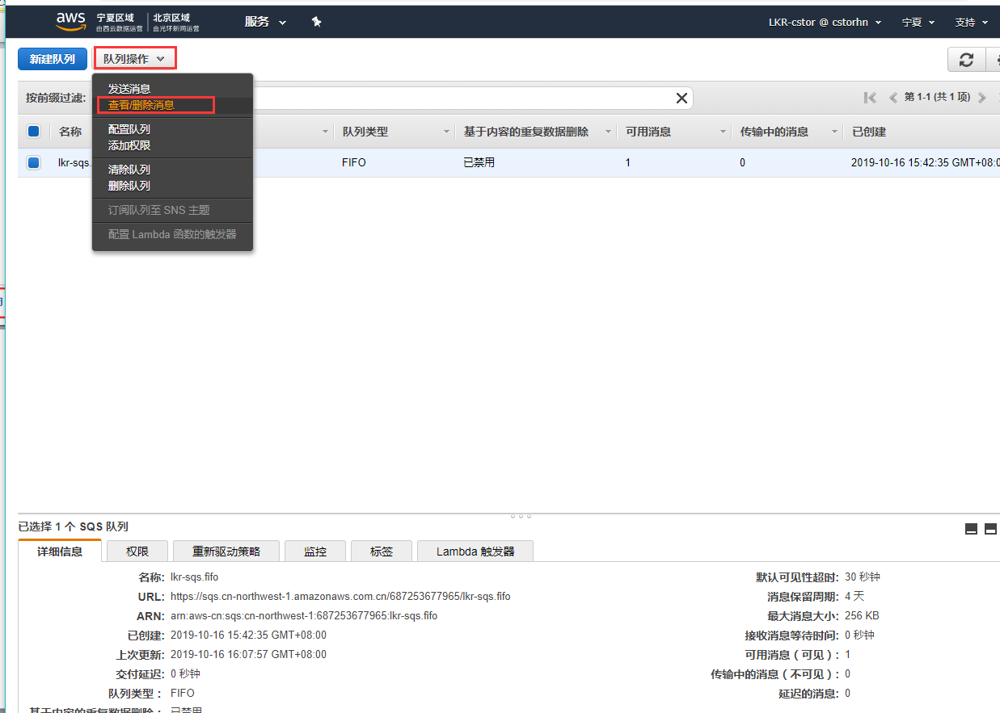 aws 宁夏区域 由西云数据运营 北京区域 由光环新网运营 服务 LKR-cstor @ cstorhn 宁夏 支持
新建队列 队列操作
发送消息
按前缀过滤:
查看/删除消息
第 1-1 (共 1 项)
名称 队列类型 基于内容的重复数据删除 可用消息 传输中的消息 已创建
配置队列
添加权限
lkr-sqs. FIFO 已禁用 1 0 2019-10-16 15:42:35 GMT+08:0
清除队列
删除队列
订阅队列至 SNS 主题
配置 Lambda 函数的触发器
已选择 1 个 SQS 队列
详细信息 权限 重新驱动策略 监控 标签 Lambda 触发器
名称: lkr-sqs.fifo 默认可见性超时: 30 秒钟
URL: https://sqs.cn-northwest-1.amazonaws.com.cn/687253677965/lkr-sqs.fifo 消息保留周期: 4 天
ARN: arn:aws-cn:sqs:cn-northwest-1:687253677965:lkr-sqs.fifo 最大消息大小: 256 KB
已创建: 2019-10-16 15:42:35 GMT+08:00 接收消息等待时间: 0 秒钟
上次更新: 2019-10-16 16:07:57 GMT+08:00 可用消息（可见）: 1
交付延迟: 0 秒钟 传输中的消息（不可见）: 0
队列类型： FIFO 延迟的消息: 0
基于内容的重复数据删除： 已禁用